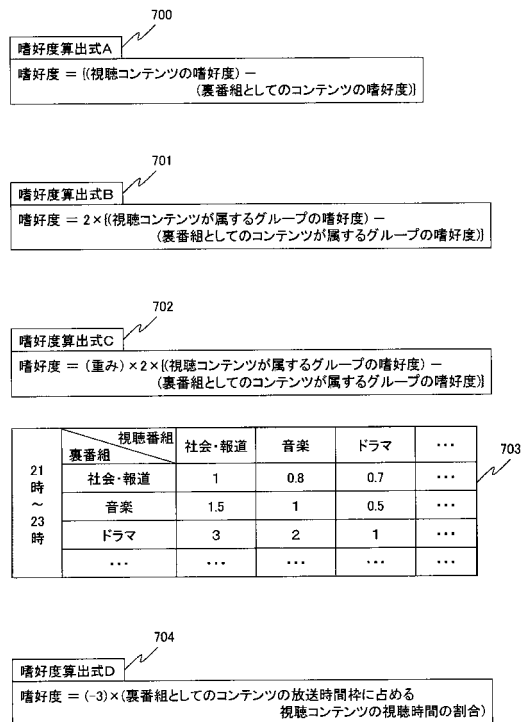 700
嗜好度算出式A
嗜好度 = {(視聴コンテンツの嗜好度) −
(裏番組としてのコンテンツの嗜好度)}
701
嗜好度算出式B
嗜好度 = 2×{(視聴コンテンツが属するグループの嗜好度) −
(裏番組としてのコンテンツが属するグループの嗜好度)}
702
嗜好度算出式C
嗜好度 = (重み)×2×{(視聴コンテンツが属するグループの嗜好度) −
(裏番組としてのコンテンツが属するグループの嗜好度)}
703
21時~23時
視聴番組
裏番組
社会・報道 音楽 ドラマ ・・・
社会・報道 1 0.8 0.7 ・・・
音楽 1.5 1 0.5 ・・・
ドラマ 3 2 1 ・・・
・・・ ・・・ ・・・ ・・・ ・・・
704
嗜好度算出式D
嗜好度 = (-3)×(裏番組としてのコンテンツの放送時間枠に占める
視聴コンテンツの視聴時間の割合)